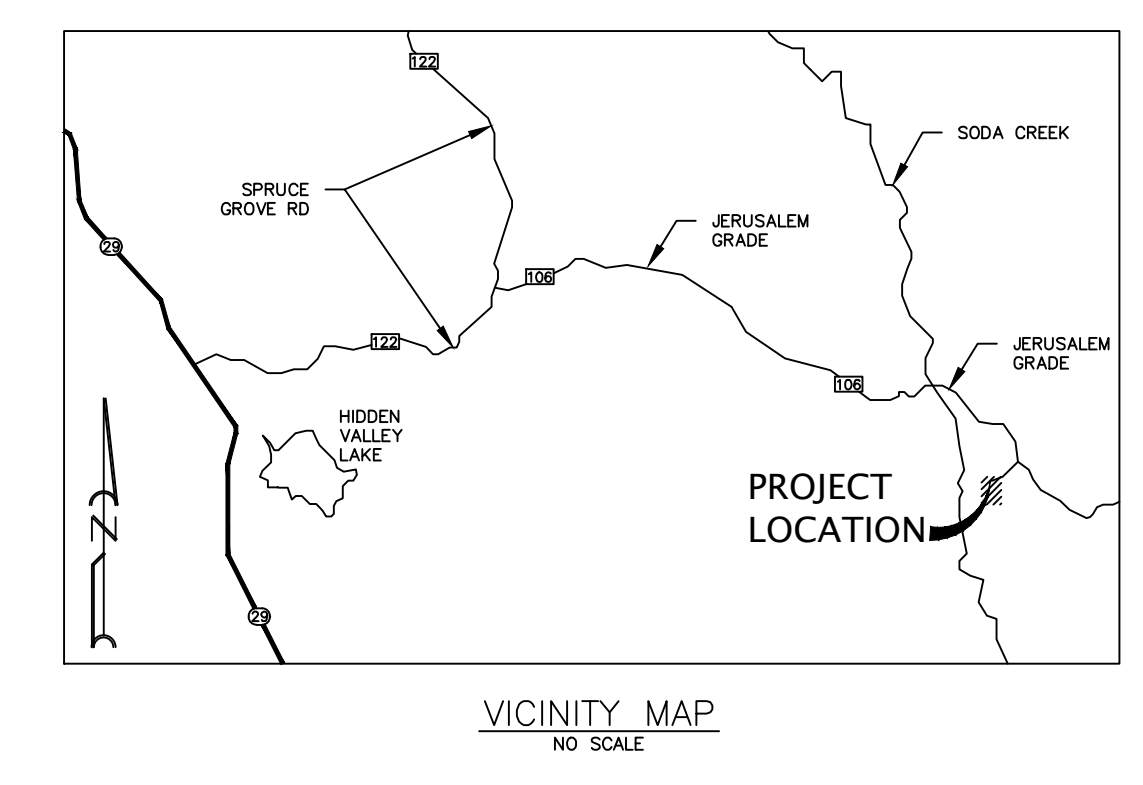 122
SODA CREEK
SPRUCE
GROVE RD
JERUSALEM
GRADE
29
106
122
JERUSALEM
GRADE
106
HIDDEN
VALLEY
LAKE
PROJECT
LOCATION
N
29
VICINITY MAP
NO SCALE